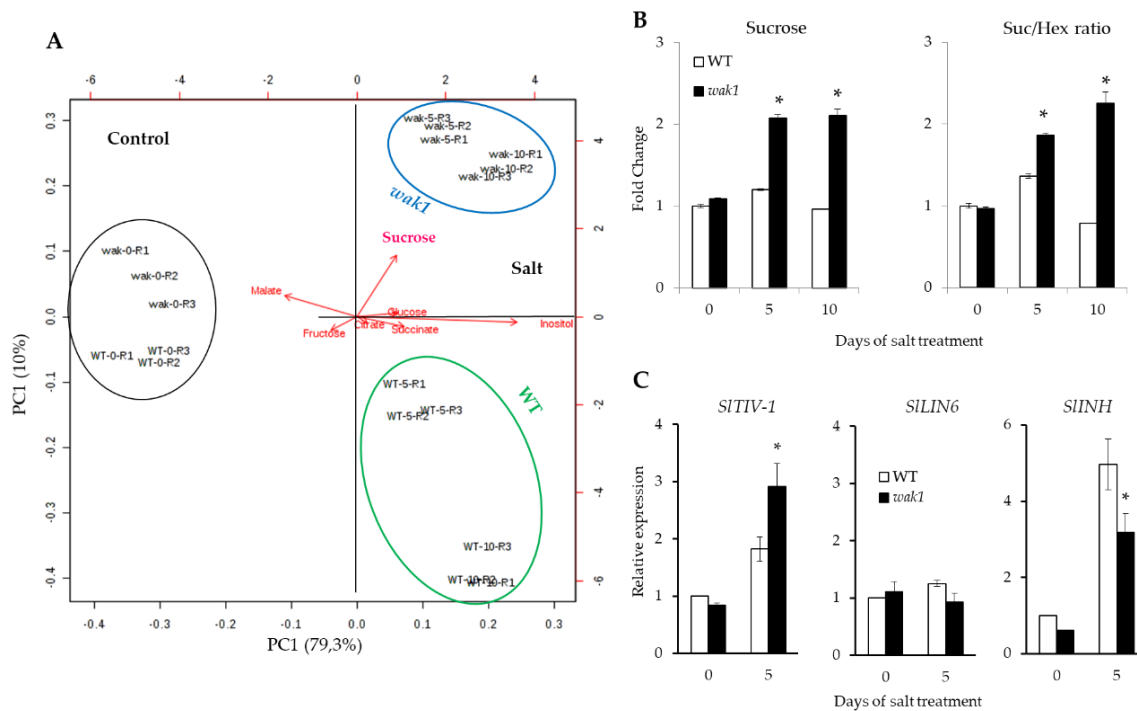 A
-6 -4 -2 0 2 4
0.3 0.2 0.1 0.0 -0.1 -0.2 -0.3 -0.4
4 2 0 -2 -4 -6
-0.4 -0.3 -0.2 -0.1 0.0 0.1 0.2 0.3
PC1 (10%)
PC1 (79,3%)
Control
Salt
wak-5-R3
wak-5-R2
wak-5-R1
wak-10-R1
wak-10-R2
wak-10-R3
wak1
wak-0-R1
wak-0-R2
wak-0-R3
WT-0-R3
WT-0-R1
WT-0-R2
Sucrose
Malate
Glucose
Citrate
Fructose
Succinate
Inositol
WT
WT-5-R1
WT-5-R3
WT-5-R2
WT-10-R3
WT-10-R2
WT-10-R1
B
Sucrose
WT
wak1
* *
Fold Change
3 2 1 0
0 5 10
Suc/Hex ratio
* *
3 2 1 0
0 5 10
Days of salt treatment
C
SlTIV-1
*
Relative expression
4 3 2 1 0
0 5
SlLIN6
WT
wak1
4 3 2 1 0
0 5
SlINH
*
6 4 2 0
0 5
Days of salt treatment